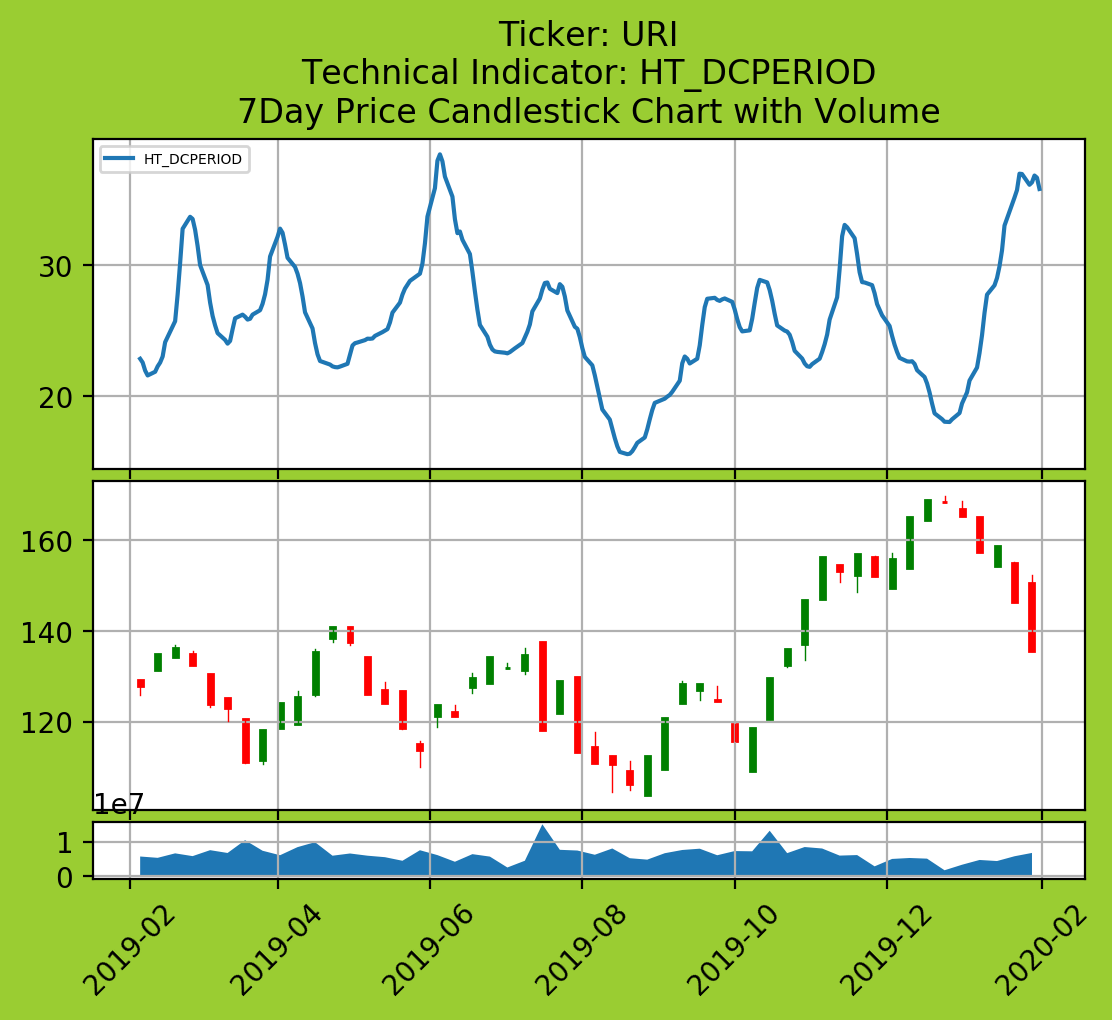 Ticker: URI
Technical Indicator: HT_DCPERIOD
7Day Price Candlestick Chart with Volume
HT_DCPERIOD
30
20
160
140
120
1e7
1
0
2019-02
2019-04
2019-06
2019-08
2019-10
2019-12
2020-02